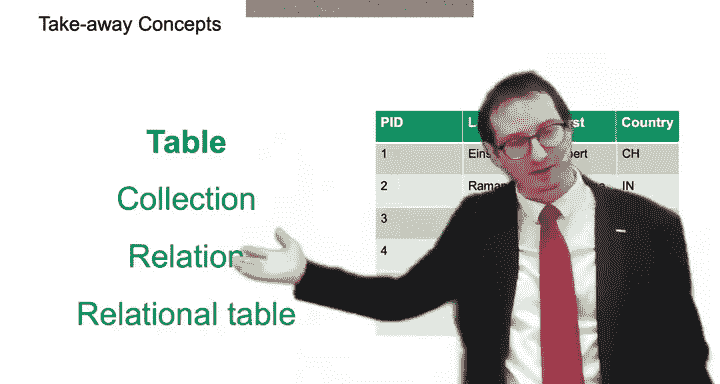 Take-away Concepts
Table
Collection
Relation
Relational table
PID Country
1 CH
2 IN
3
4